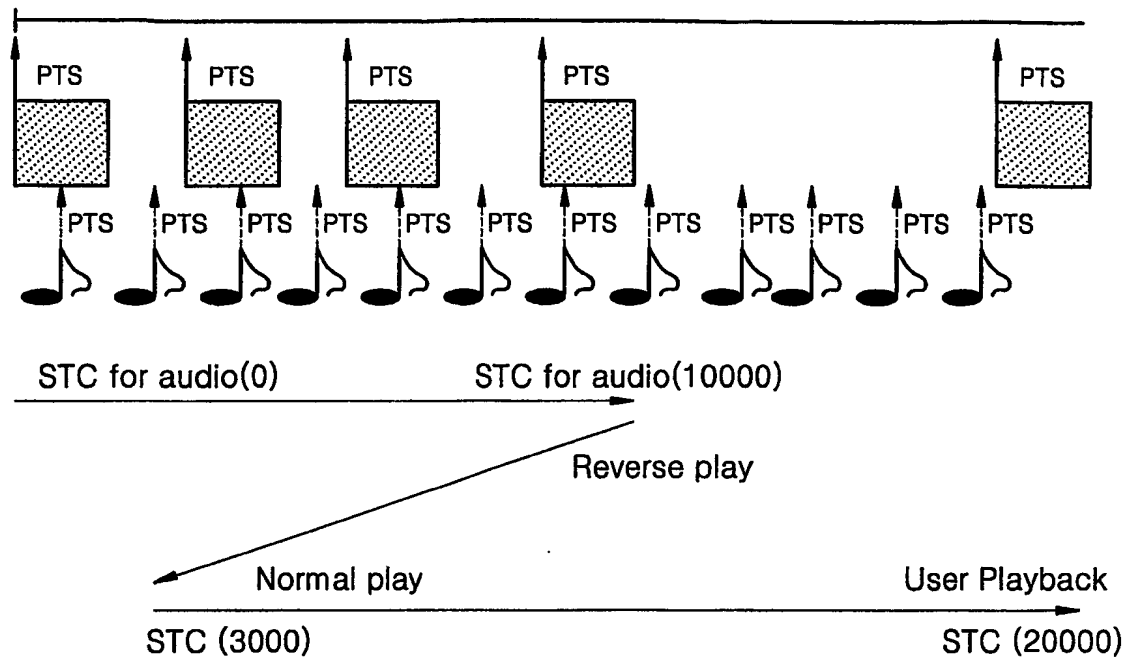 PTS PTS PTS PTS PTS
PTS PTS PTS PTS PTS PTS PTS PTS PTS PTS PTS PTS
STC for audio(0) STC for audio(10000)
Reverse play
Normal play User Playback
STC (3000) STC (20000)